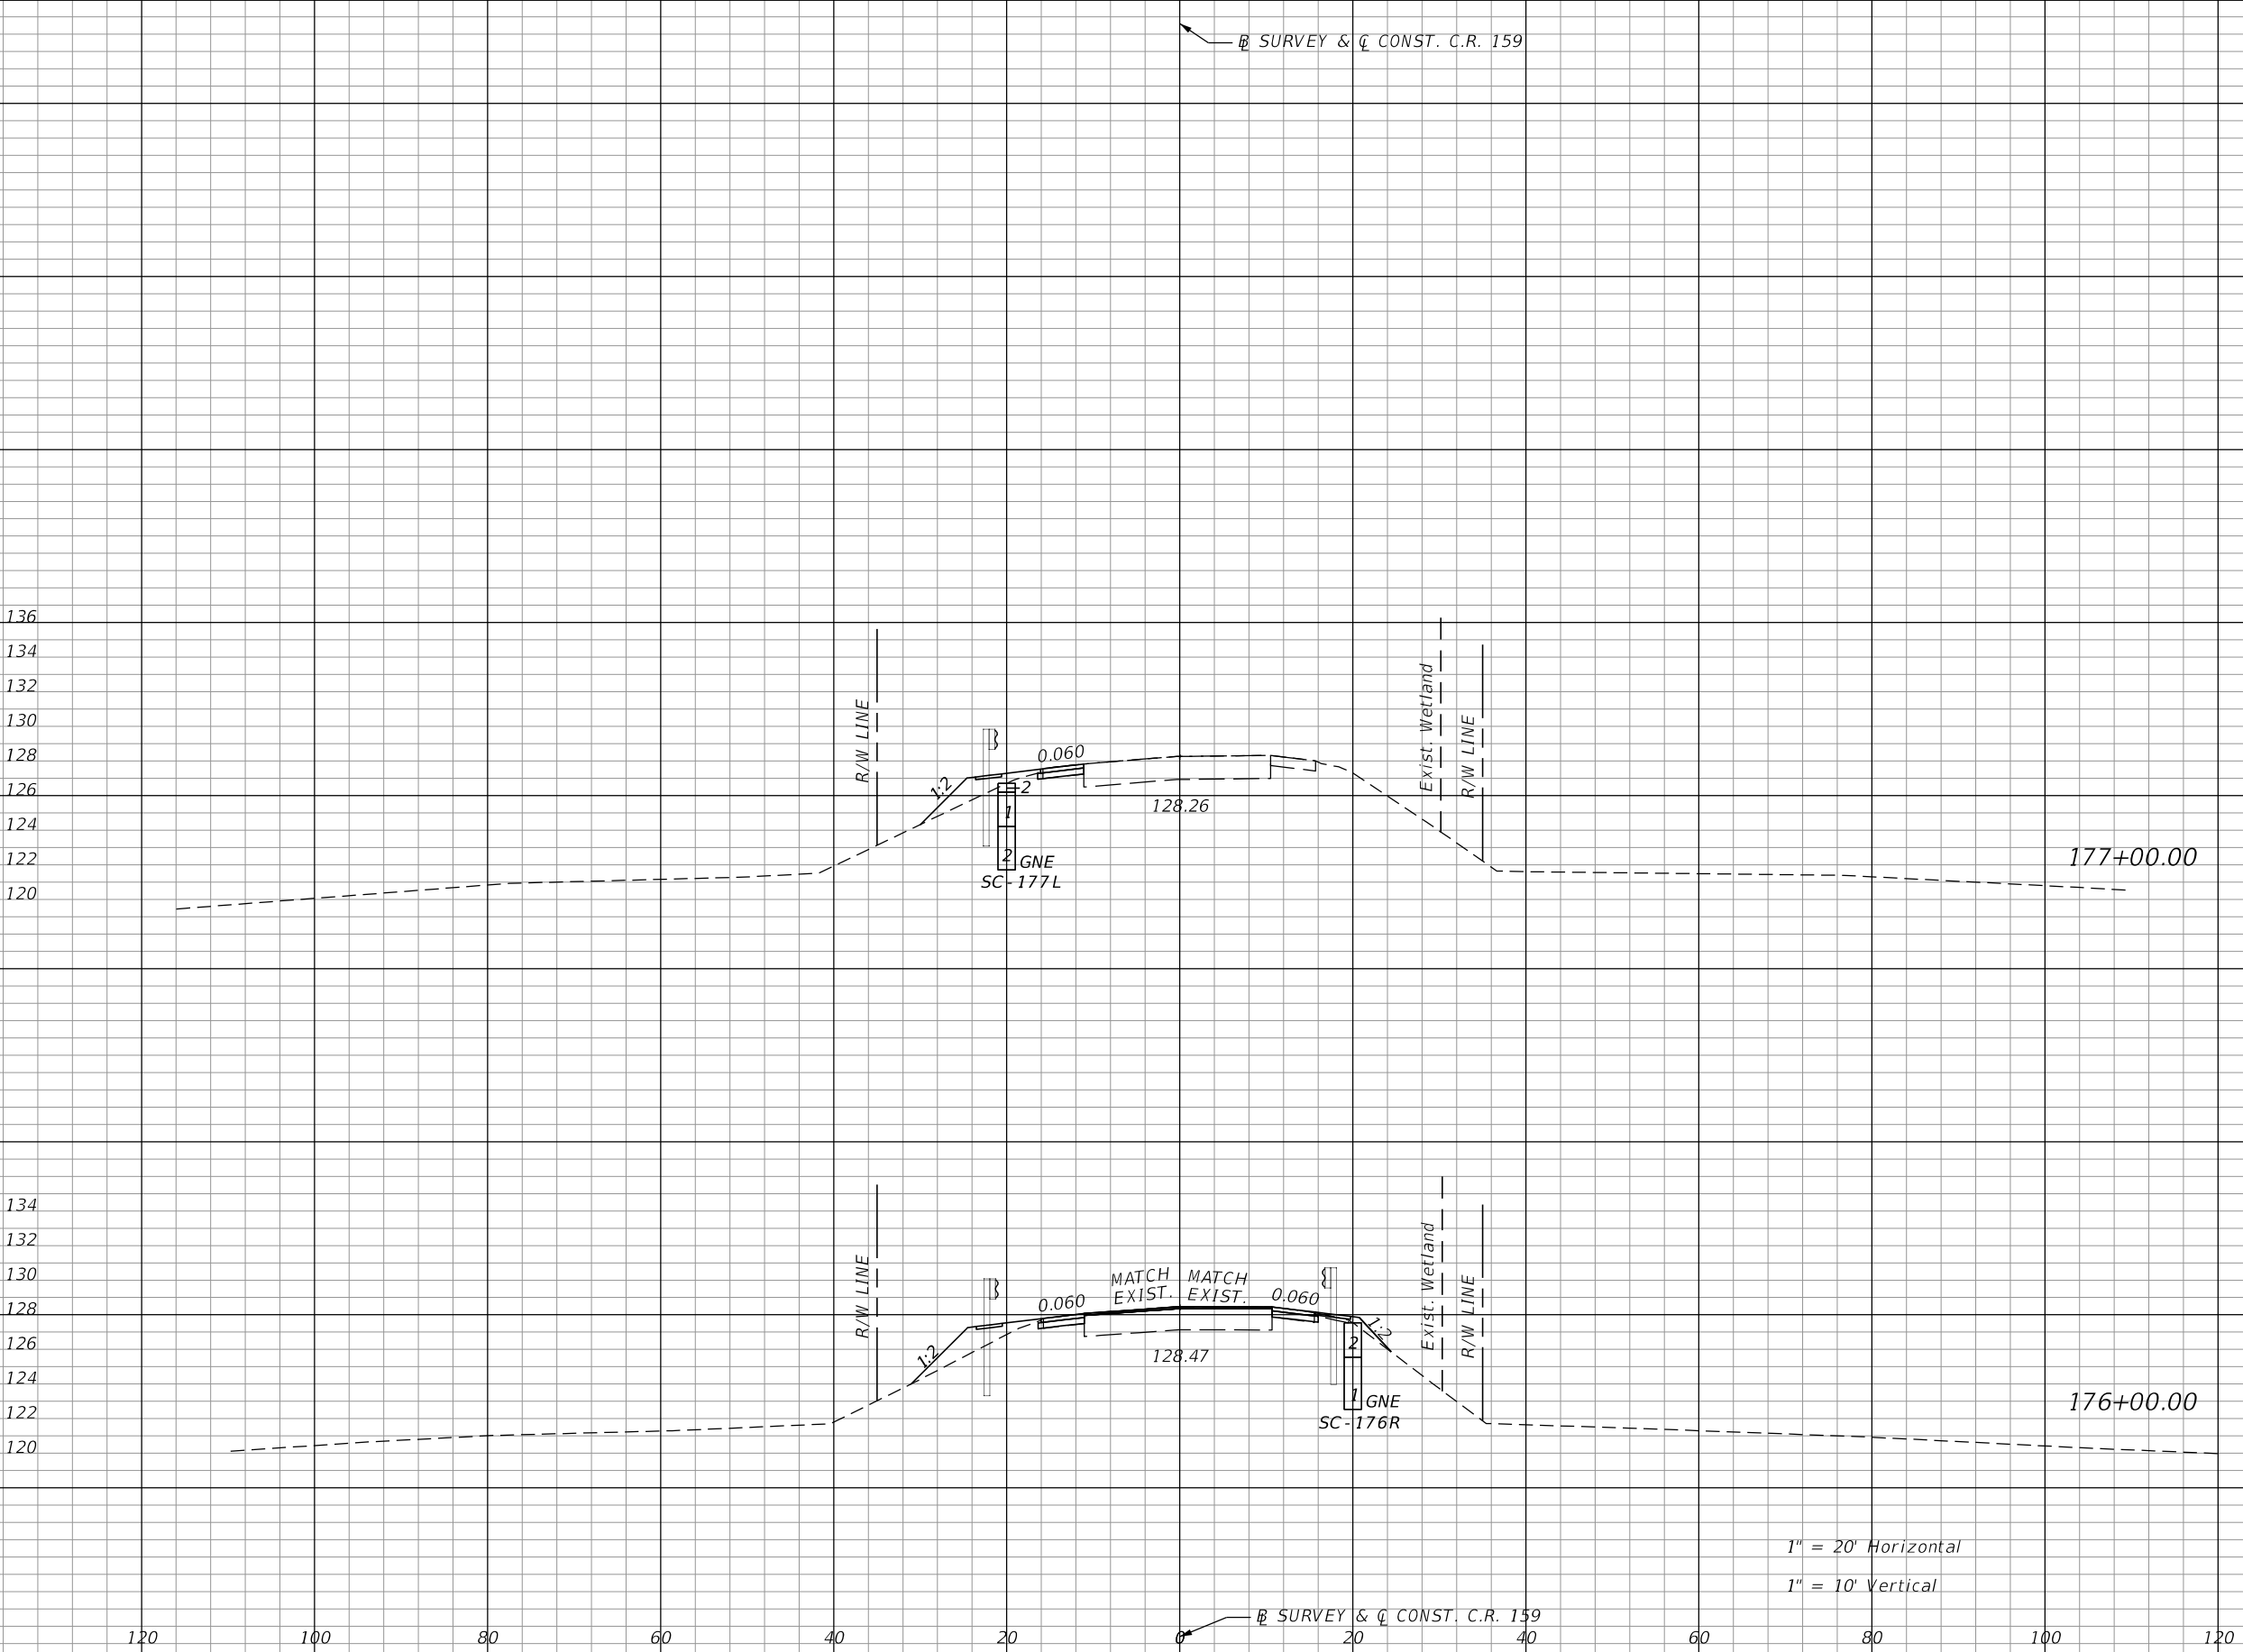 ℄ SURVEY & ℄ CONST. C.R. 159
136
134
132
130
128
126
124
122
120
R/W LINE
1:2
0.060
2
1
2
GNE
SC-177L
128.26
Exist. Wetland
R/W LINE
177+00.00
134
132
130
128
126
124
122
120
R/W LINE
1:2
0.060
MATCH EXIST.
MATCH EXIST.
0.060
1:2
128.47
2
1
GNE
SC-176R
Exist. Wetland
R/W LINE
176+00.00
1" = 20' Horizontal
1" = 10' Vertical
℄ SURVEY & ℄ CONST. C.R. 159
120 100 80 60 40 20 0 20 40 60 80 100 120